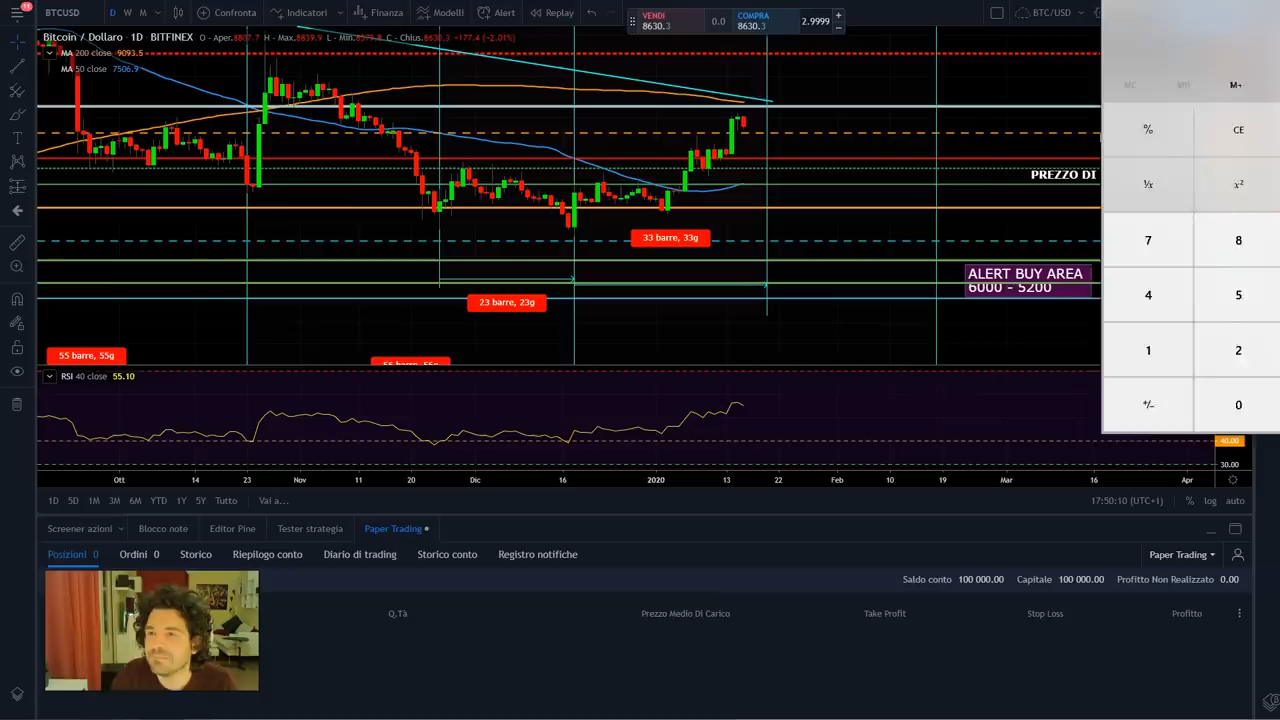 11
BTCUSD
D W M
Confronta
Indicatori
Finanza
Modelli
Alert
Replay
VENDI
8630.3
0.0
COMPRA
8630.3
2.9999
BTC/USD
Bitcoin / Dollaro · 1D · BITFINEX
MA 200 close 9093.5
MA 50 close 7506.9
PREZZO DI
ALERT BUY AREA
6000 - 5200
33 barre, 33g
23 barre, 23g
55 barre, 55g
RSI 40 close 55.10
40.00
30.00
Ott 14 23 Nov 11 20 Dic 16 2020 13 22 Feb 10 19 Mar 16 Apr
1D 5D 1M 3M 6M YTD 1Y 5Y Tutto Vai a...
17:50:10 (UTC+1) % log auto
Screener azioni
Blocco note
Editor Pine
Tester strategia
Paper Trading
Posizioni 0
Ordini 0
Storico
Riepilogo conto
Diario di trading
Storico conto
Registro notifiche
Paper Trading
Saldo conto 100 000.00 Capitale 100 000.00 Profitto Non Realizzato 0.00
Q.Tà
Prezzo Medio Di Carico
Take Profit
Stop Loss
Profitto
MC MR M+
% CE
⅟x x²
7 8
4 5
1 2
+/- 0